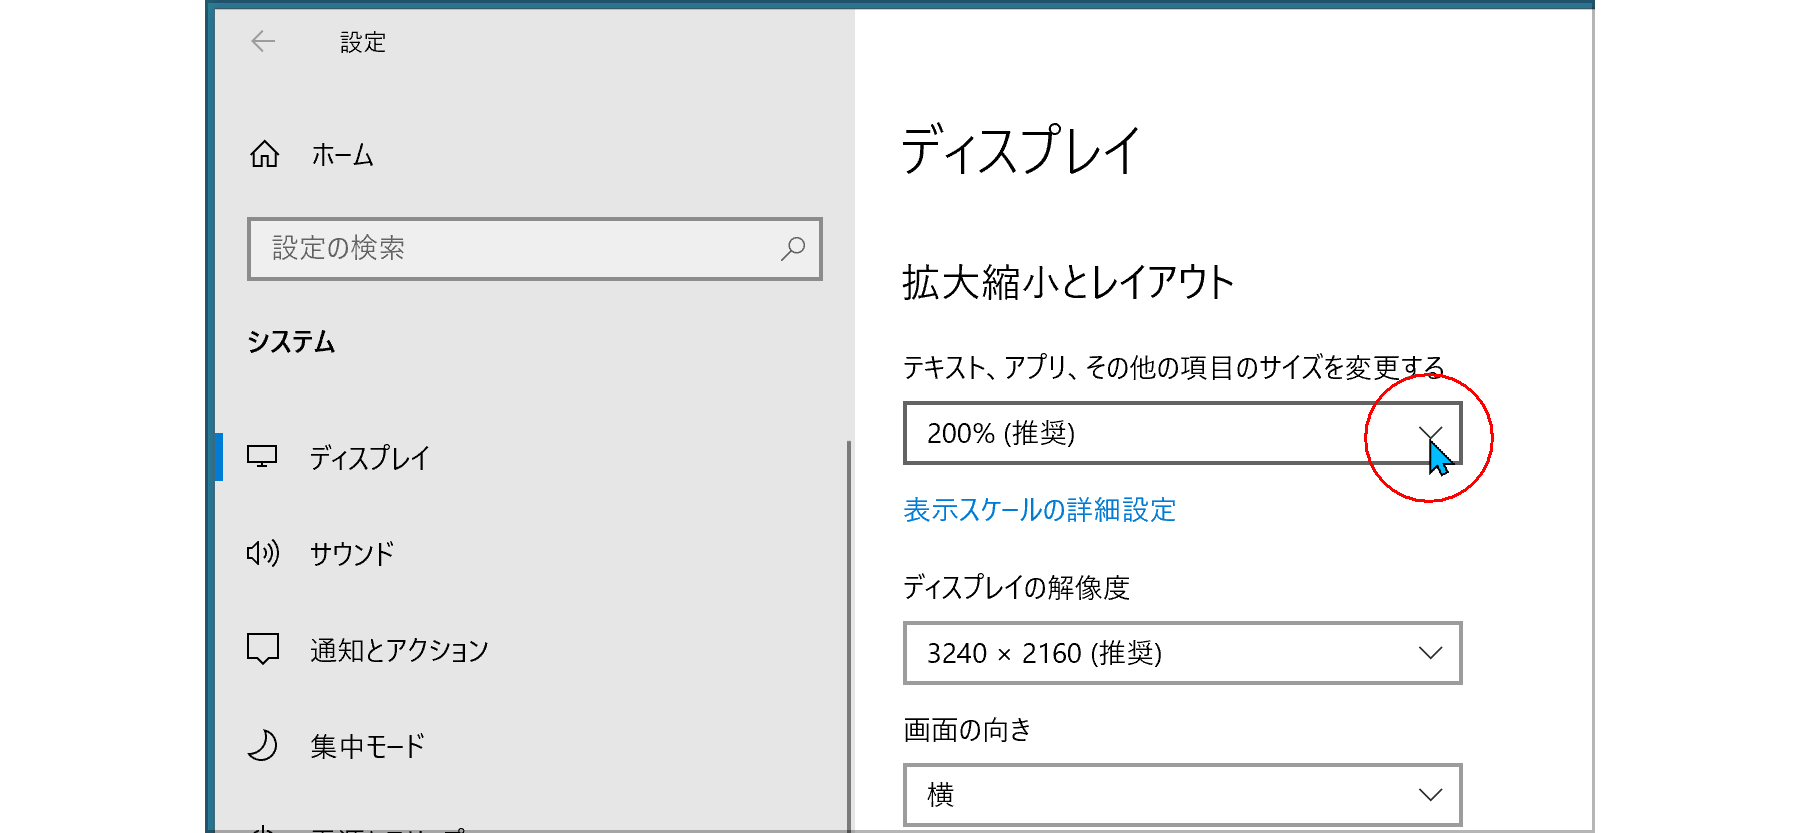 設定
ホーム
設定の検索
システム
ディスプレイ
サウンド
通知とアクション
集中モード
ディスプレイ
拡大縮小とレイアウト
テキスト、アプリ、その他の項目のサイズを変更する
200% (推奨)
表示スケールの詳細設定
ディスプレイの解像度
3240 × 2160 (推奨)
画面の向き
横